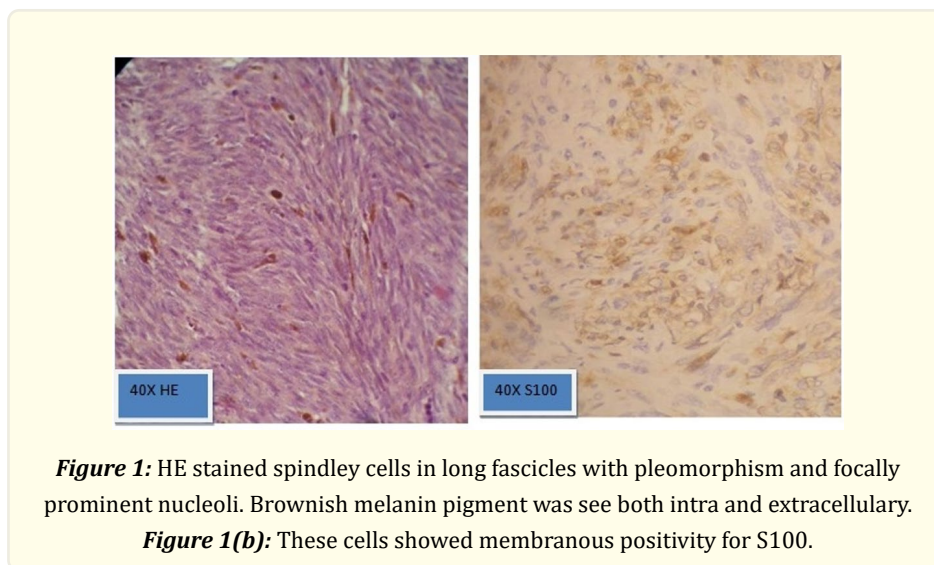 40X HE
40X S100
Figure 1: HE stained spindley cells in long fascicles with pleomorphism and focally
prominent nucleoli. Brownish melanin pigment was see both intra and extracellulary.
Figure 1(b): These cells showed membranous positivity for S100.